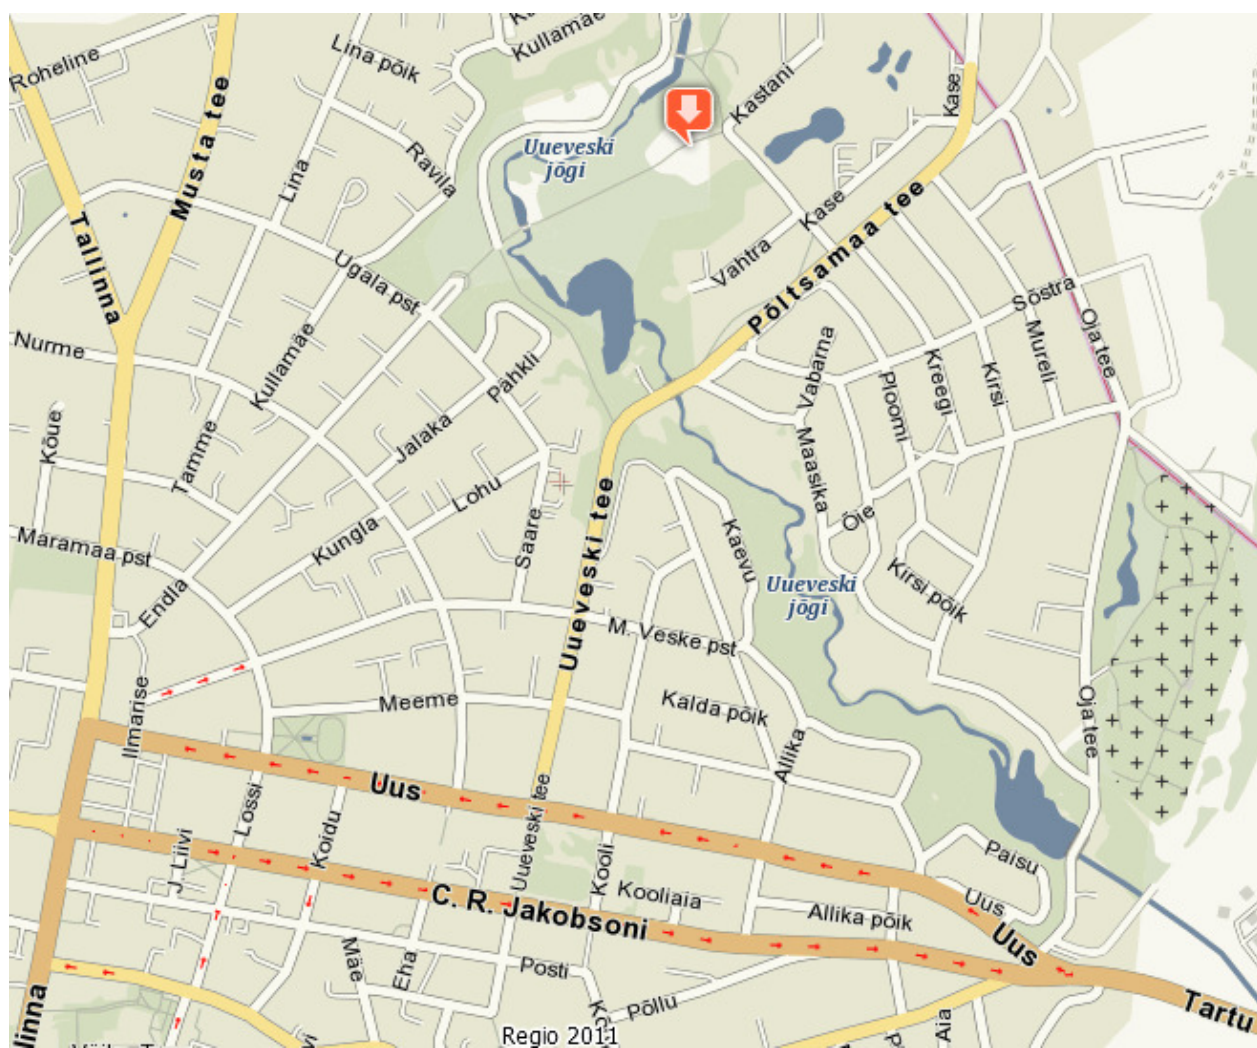 Roheline
Lina põik
Kullamäe
Kastani
Kase
Musta tee
Uueveski
jõgi
Ravila
Lina
Tallinna
Ugala pst
Kase
Vahtra
Põltsamaa tee
Sõstra
Oja tee
Nurme
Kullamäe
Pähkli
Vabarna
Mureli
Kirsi
Kreegi
Ploomi
Kõue
Tamme
Jalaka
Maasika
Lohu
Uueveski tee
Õie
Maramaa pst
Kungla
Saare
Kaevu
Endla
Uueveski
jõgi
Kirsi põik
M. Veske pst
Ilmarise
Meeme
Kalda põik
Allika
Oja tee
Uus
Lossi
Koidu
Uueveski tee
J. Liivi
Kooli
Paisu
Kooliaia
C. R. Jakobsoni
Allika põik
Uus
Uus
Mäe
Eha
Posti
Põllu
Aia
Tartu
linna
Regio 2011